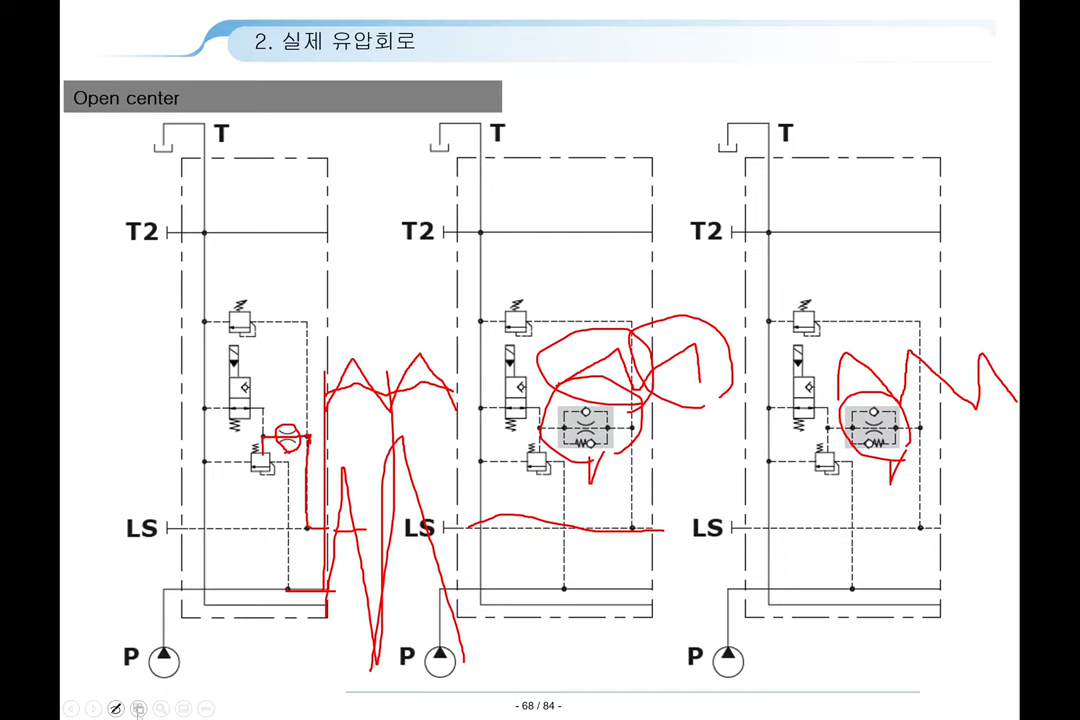 2. 실제 유압회로
Open center
T T T
T2 T2 T2
LS LS LS
P P P
- 68 / 84 -